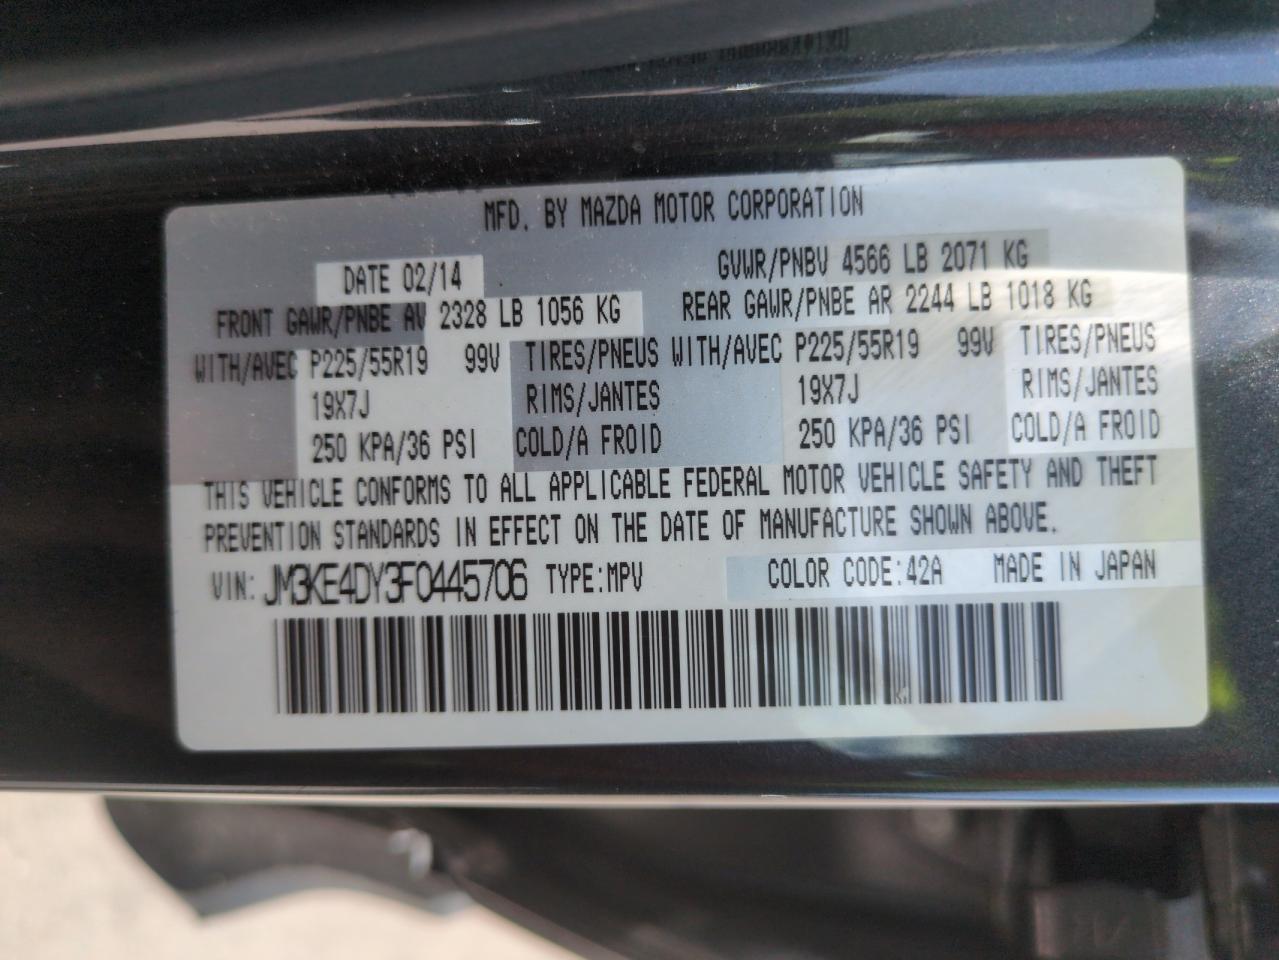 MFD. BY MAZDA MOTOR CORPORATION
DATE 02/14 GVWR/PNBV 4566 LB 2071 KG
FRONT GAWR/PNBE AV 2328 LB 1056 KG REAR GAWR/PNBE AR 2244 LB 1018 KG
WITH/AVEC P225/55R19 99V TIRES/PNEUS WITH/AVEC P225/55R19 99V TIRES/PNEUS
19X7J RIMS/JANTES 19X7J RIMS/JANTES
250 KPA/36 PSI COLD/A FROID 250 KPA/36 PSI COLD/A FROID
THIS VEHICLE CONFORMS TO ALL APPLICABLE FEDERAL MOTOR VEHICLE SAFETY AND THEFT
PREVENTION STANDARDS IN EFFECT ON THE DATE OF MANUFACTURE SHOWN ABOVE.
VIN: JM3KE4DY3F0445706 TYPE:MPV COLOR CODE:42A MADE IN JAPAN